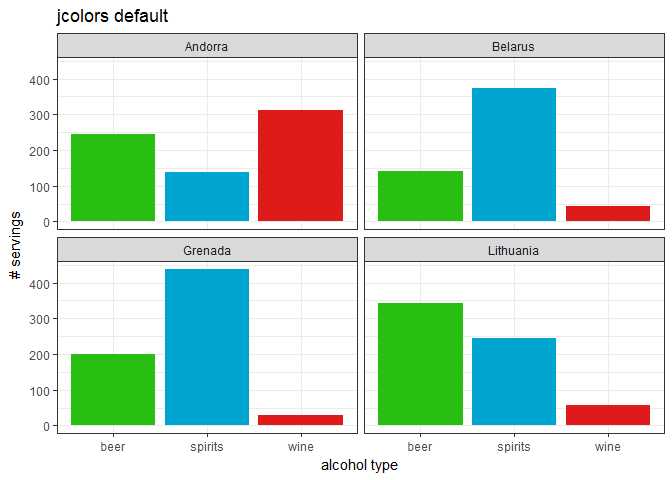 jcolors default
Andorra
Belarus
400
300
200
100
0
# servings
Grenada
Lithuania
400
300
200
100
0
beer spirits wine beer spirits wine
alcohol type